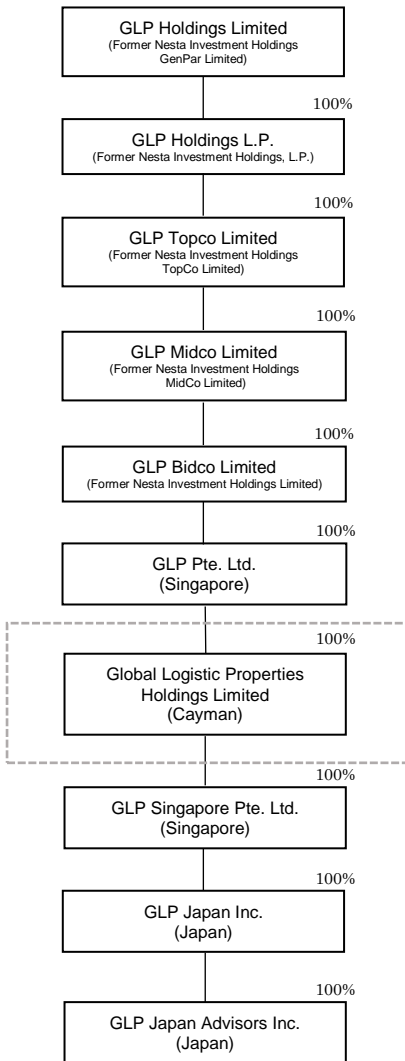 GLP Holdings Limited
(Former Nesta Investment Holdings
GenPar Limited)
100%
GLP Holdings L.P.
(Former Nesta Investment Holdings, L.P.)
100%
GLP Topco Limited
(Former Nesta Investment Holdings
TopCo Limited)
100%
GLP Midco Limited
(Former Nesta Investment Holdings
MidCo Limited)
100%
GLP Bidco Limited
(Former Nesta Investment Holdings Limited)
100%
GLP Pte. Ltd.
(Singapore)
100%
Global Logistic Properties
Holdings Limited
(Cayman)
100%
GLP Singapore Pte. Ltd.
(Singapore)
100%
GLP Japan Inc.
(Japan)
100%
GLP Japan Advisors Inc.
(Japan)